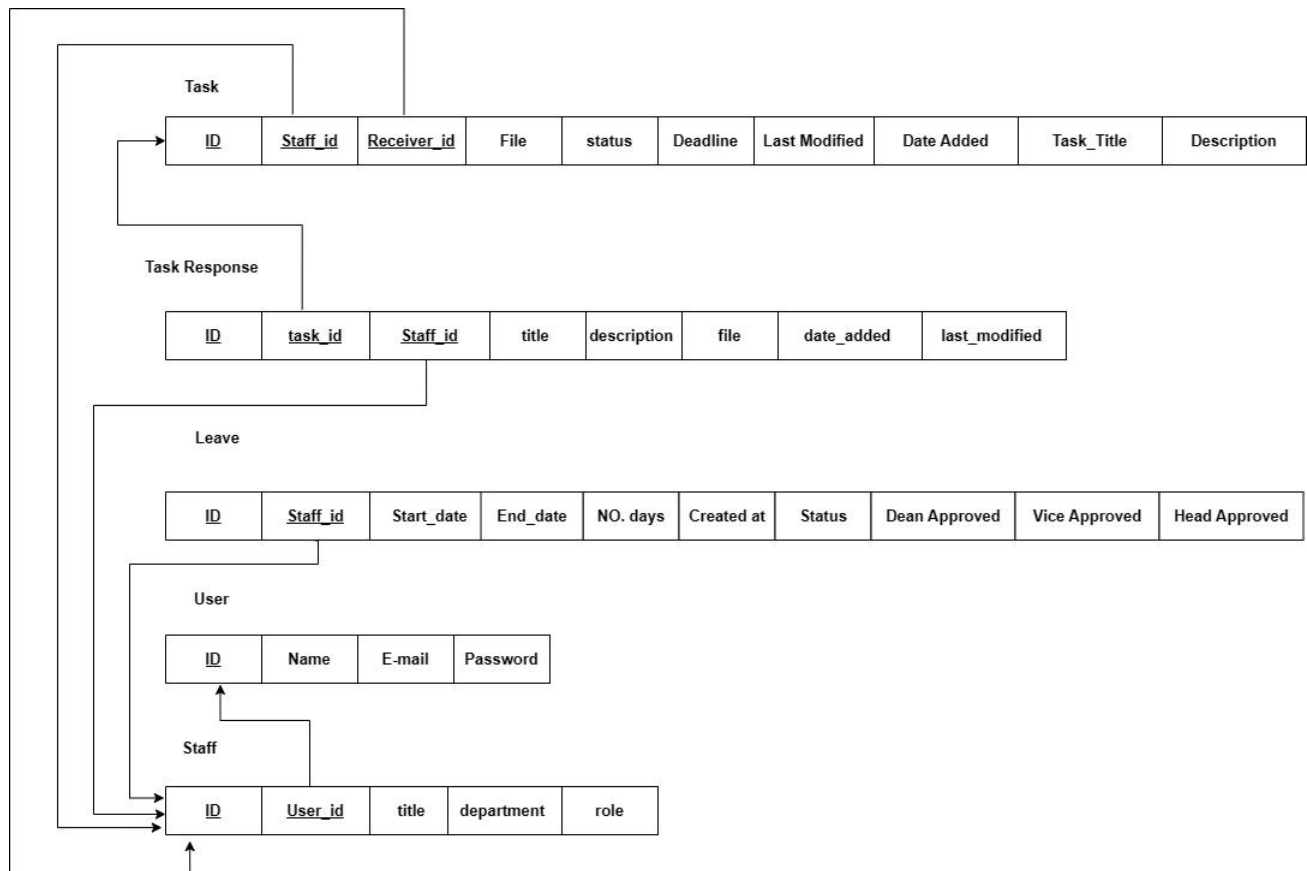 Task
ID Staff_id Receiver_id File status Deadline Last Modified Date Added Task_Title Description
Task Response
ID task_id Staff_id title description file date_added last_modified
Leave
ID Staff_id Start_date End_date NO. days Created at Status Dean Approved Vice Approved Head Approved
User
ID Name E-mail Password
Staff
ID User_id title department role